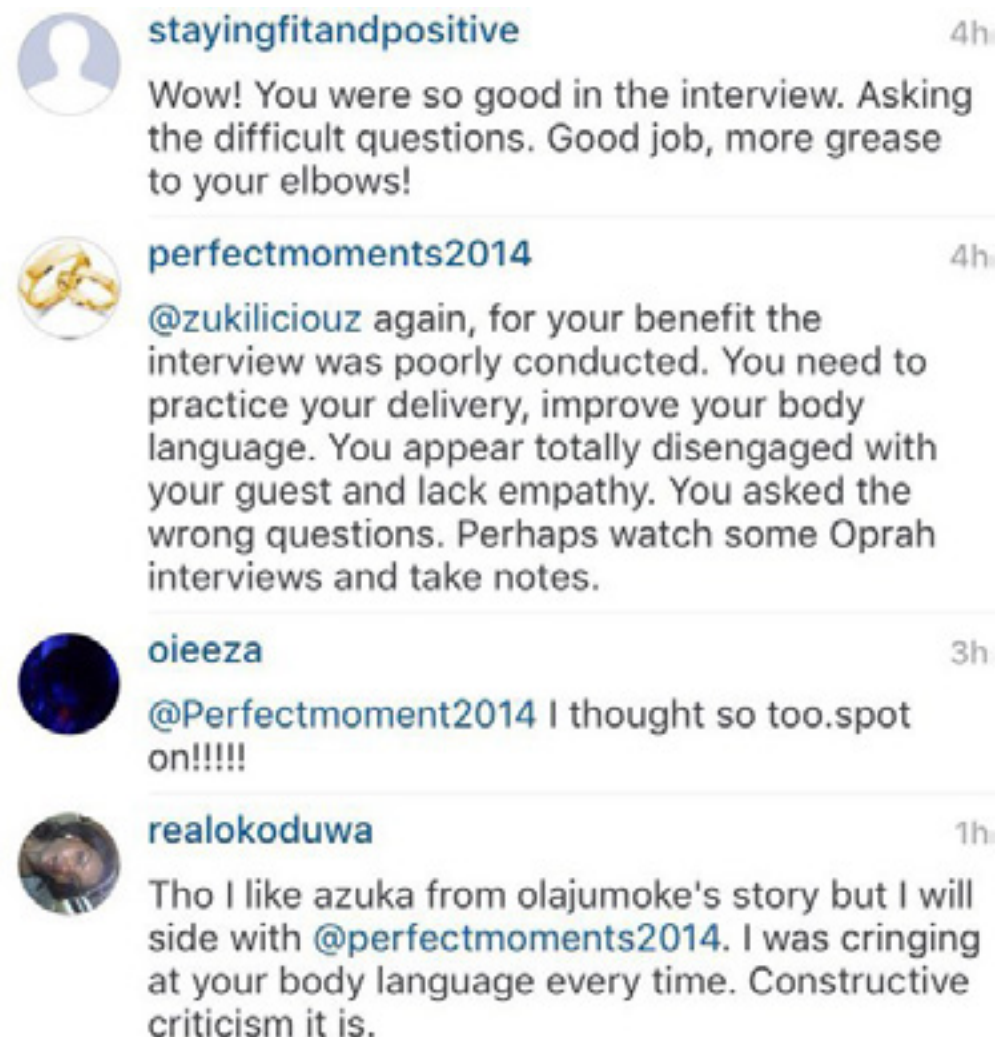 stayingfitandpositive 4h
Wow! You were so good in the interview. Asking
the difficult questions. Good job, more grease
to your elbows!
perfectmoments2014 4h
@zukiliciouz again, for your benefit the
interview was poorly conducted. You need to
practice your delivery, improve your body
language. You appear totally disengaged with
your guest and lack empathy. You asked the
wrong questions. Perhaps watch some Oprah
interviews and take notes.
oieeza 3h
@Perfectmoment2014 I thought so too.spot
on!!!!!
realokoduwa 1h
Tho I like azuka from olajumoke's story but I will
side with @perfectmoments2014. I was cringing
at your body language every time. Constructive
criticism it is.